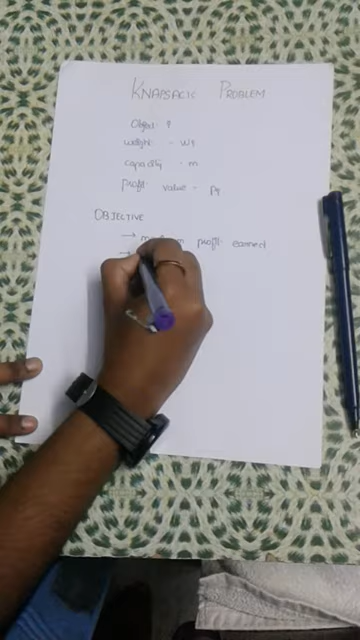 KNAPSACK PROBLEM
Object i
weight - wi
capacity - m
profit value - Pi
OBJECTIVE
→ profit earned
→